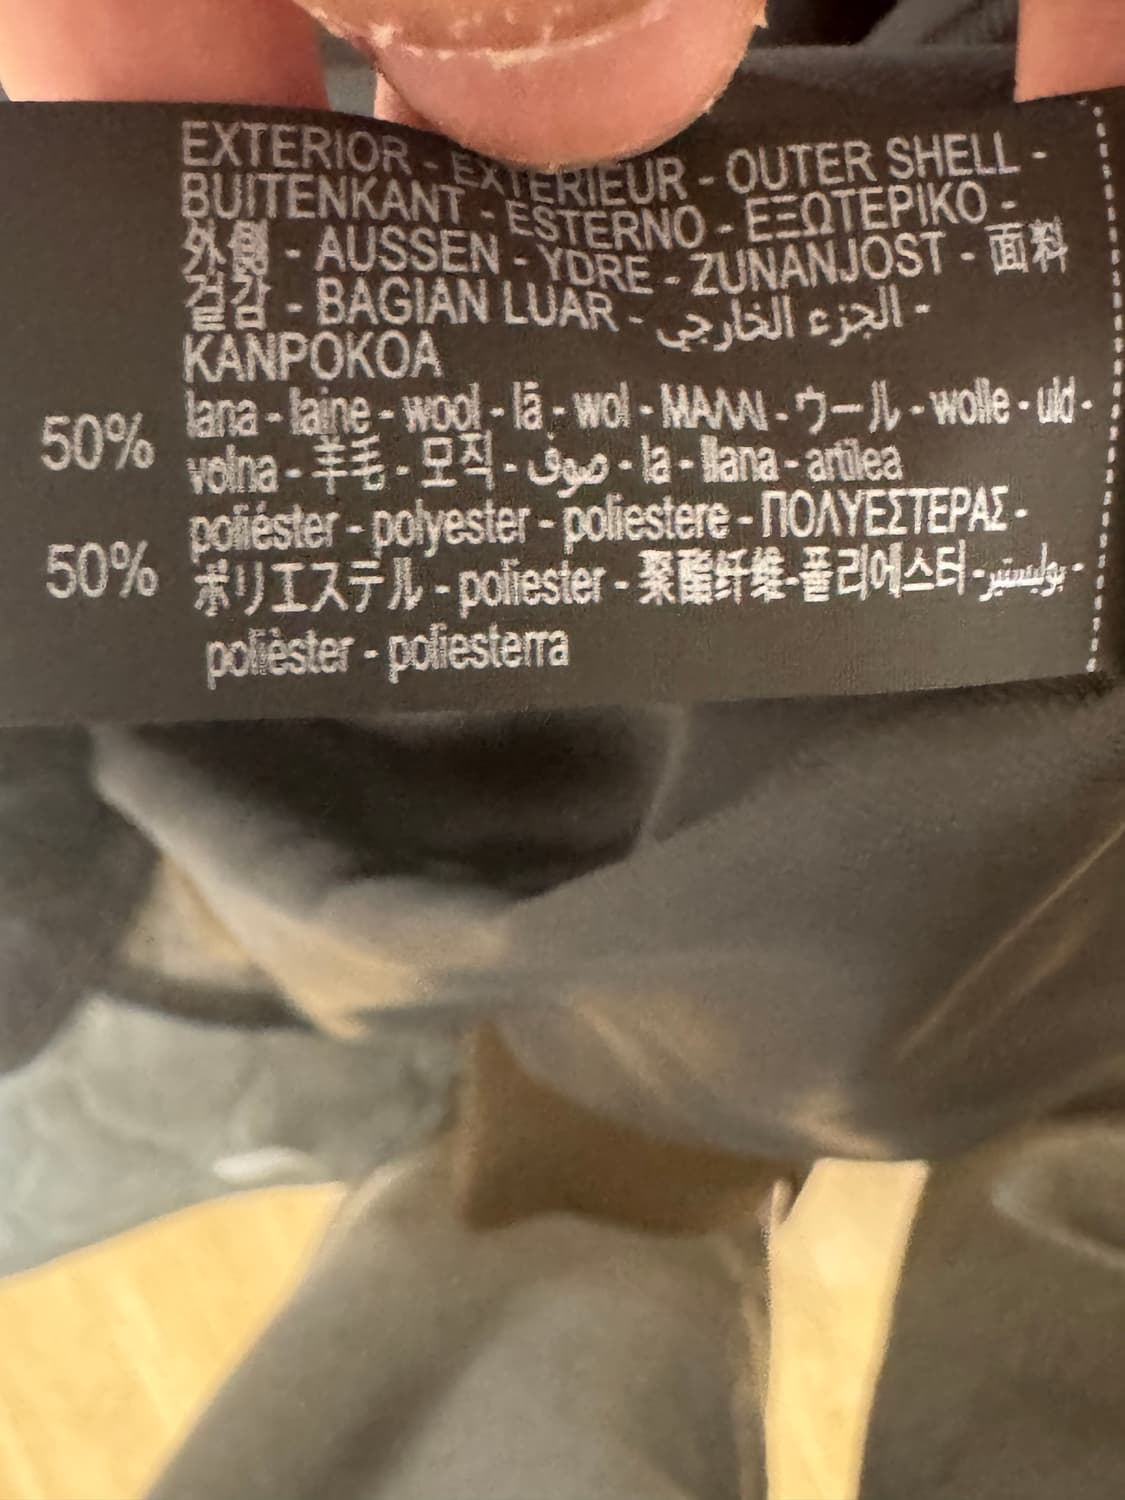 EXTERIOR - EXTERIEUR - OUTER SHELL -
BUITENKANT - ESTERNO - ΕΞΩΤΕΡΙΚΟ -
外側 - AUSSEN - YDRE - ZUNANJOST - 面料
겉감 - BAGIAN LUAR - الجزء الخارجي -
KANPOKOA
50% lana - laine - wool - lã - wol - ΜΑΛΛΙ - ウール - wolle - uld -
volna - 羊毛 - 모직 - صوف - la - llana - artilea
50% poliéster - polyester - poliestere - ΠΟΛΥΕΣΤΕΡΑΣ -
ポリエステル - poliester - 聚酯纤维-폴리에스터 - بوليستير -
polièster - poliesterra